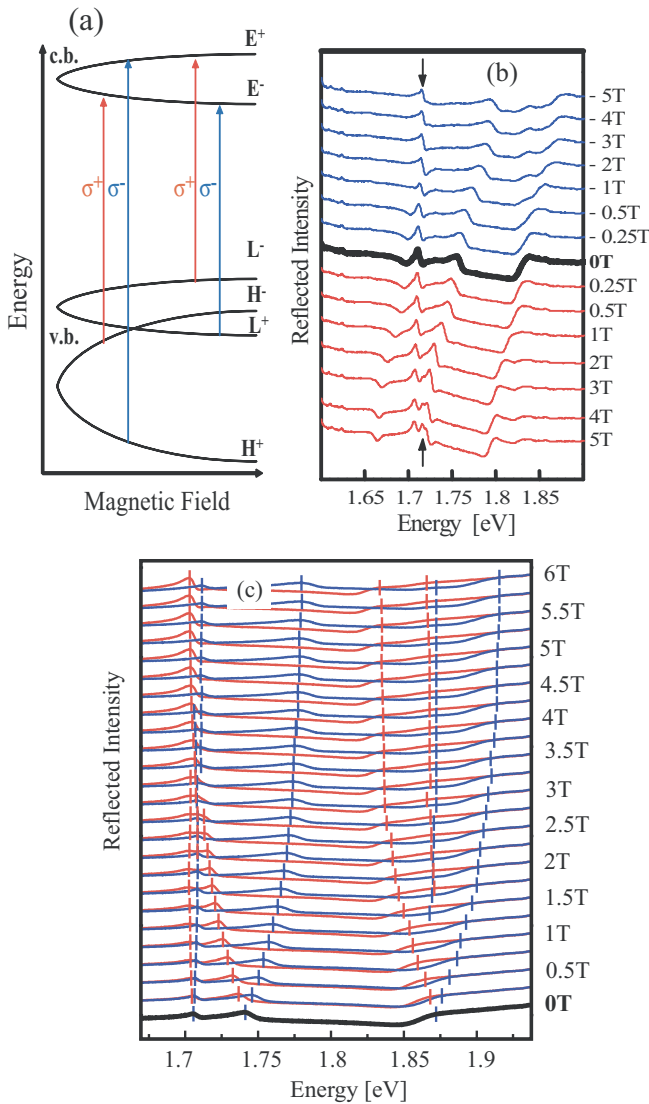 (a)
c.b.
E⁺
E⁻
σ⁺ σ⁻
σ⁺ σ⁻
L⁻
H⁻
v.b.
L⁺
H⁺
Energy
Magnetic Field
(b)
- 5T
- 4T
- 3T
- 2T
- 1T
- 0.5T
- 0.25T
0T
0.25T
0.5T
1T
2T
3T
4T
5T
Reflected Intensity
1.65 1.7 1.75 1.8 1.85
Energy [eV]
(c)
6T
5.5T
5T
4.5T
4T
3.5T
3T
2.5T
2T
1.5T
1T
0.5T
0T
Reflected Intensity
1.7 1.75 1.8 1.85 1.9
Energy [eV]